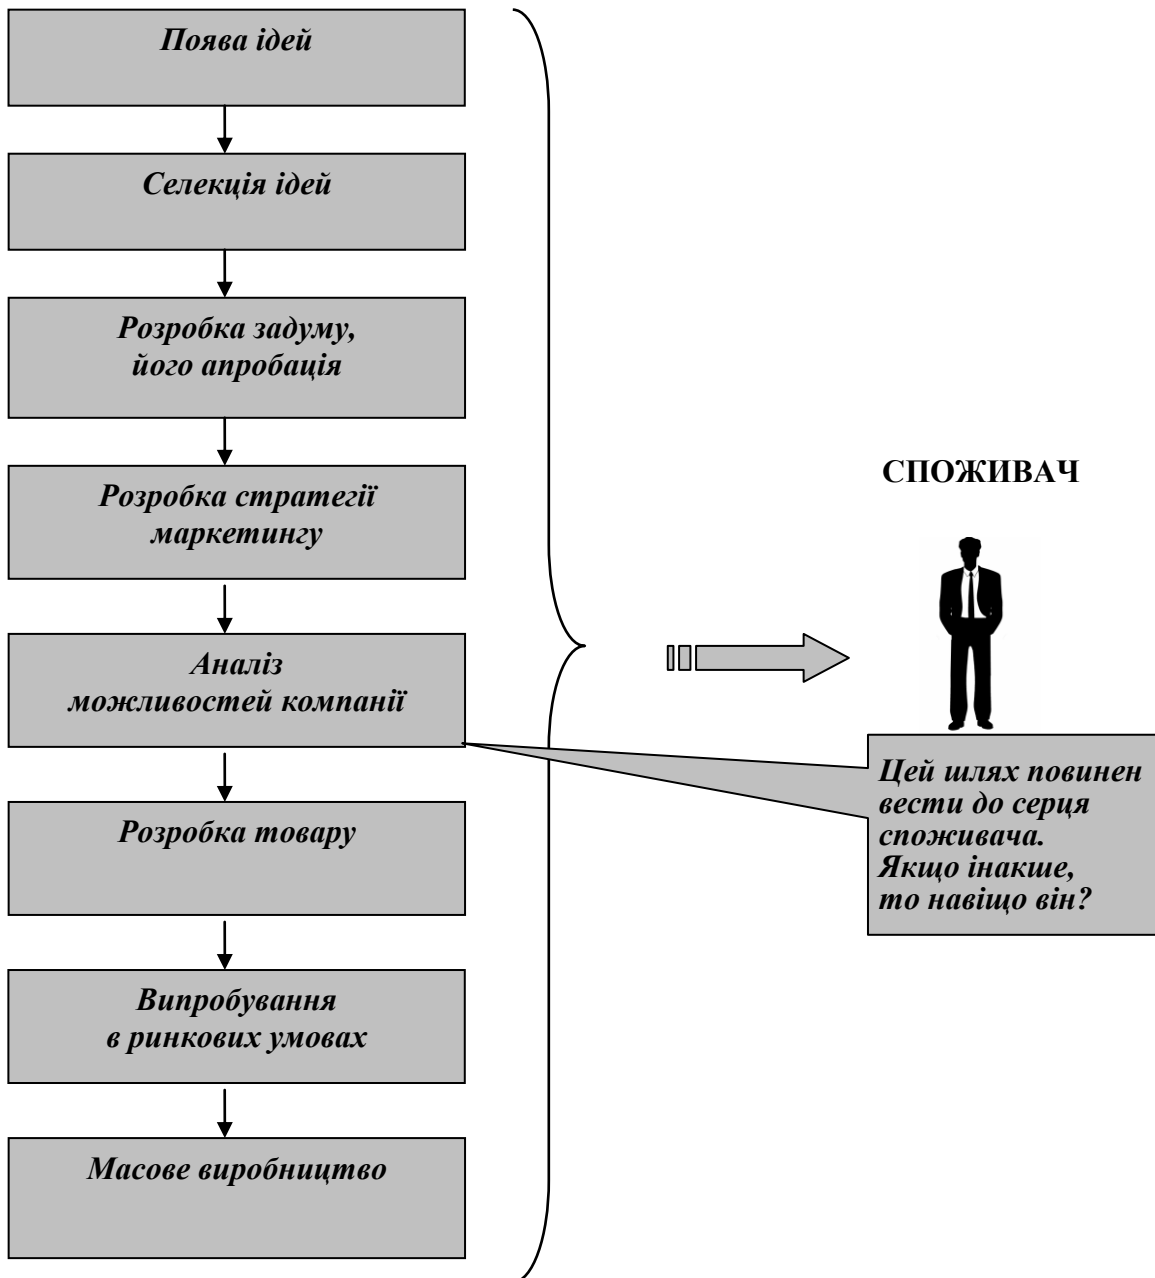 Поява ідей
Селекція ідей
Розробка задуму,
його апробація
Розробка стратегії
маркетингу
Аналіз
можливостей компанії
Розробка товару
Випробування
в ринкових умовах
Масове виробництво
СПОЖИВАЧ
Цей шлях повинен
вести до серця
споживача.
Якщо інакше,
то навіщо він?